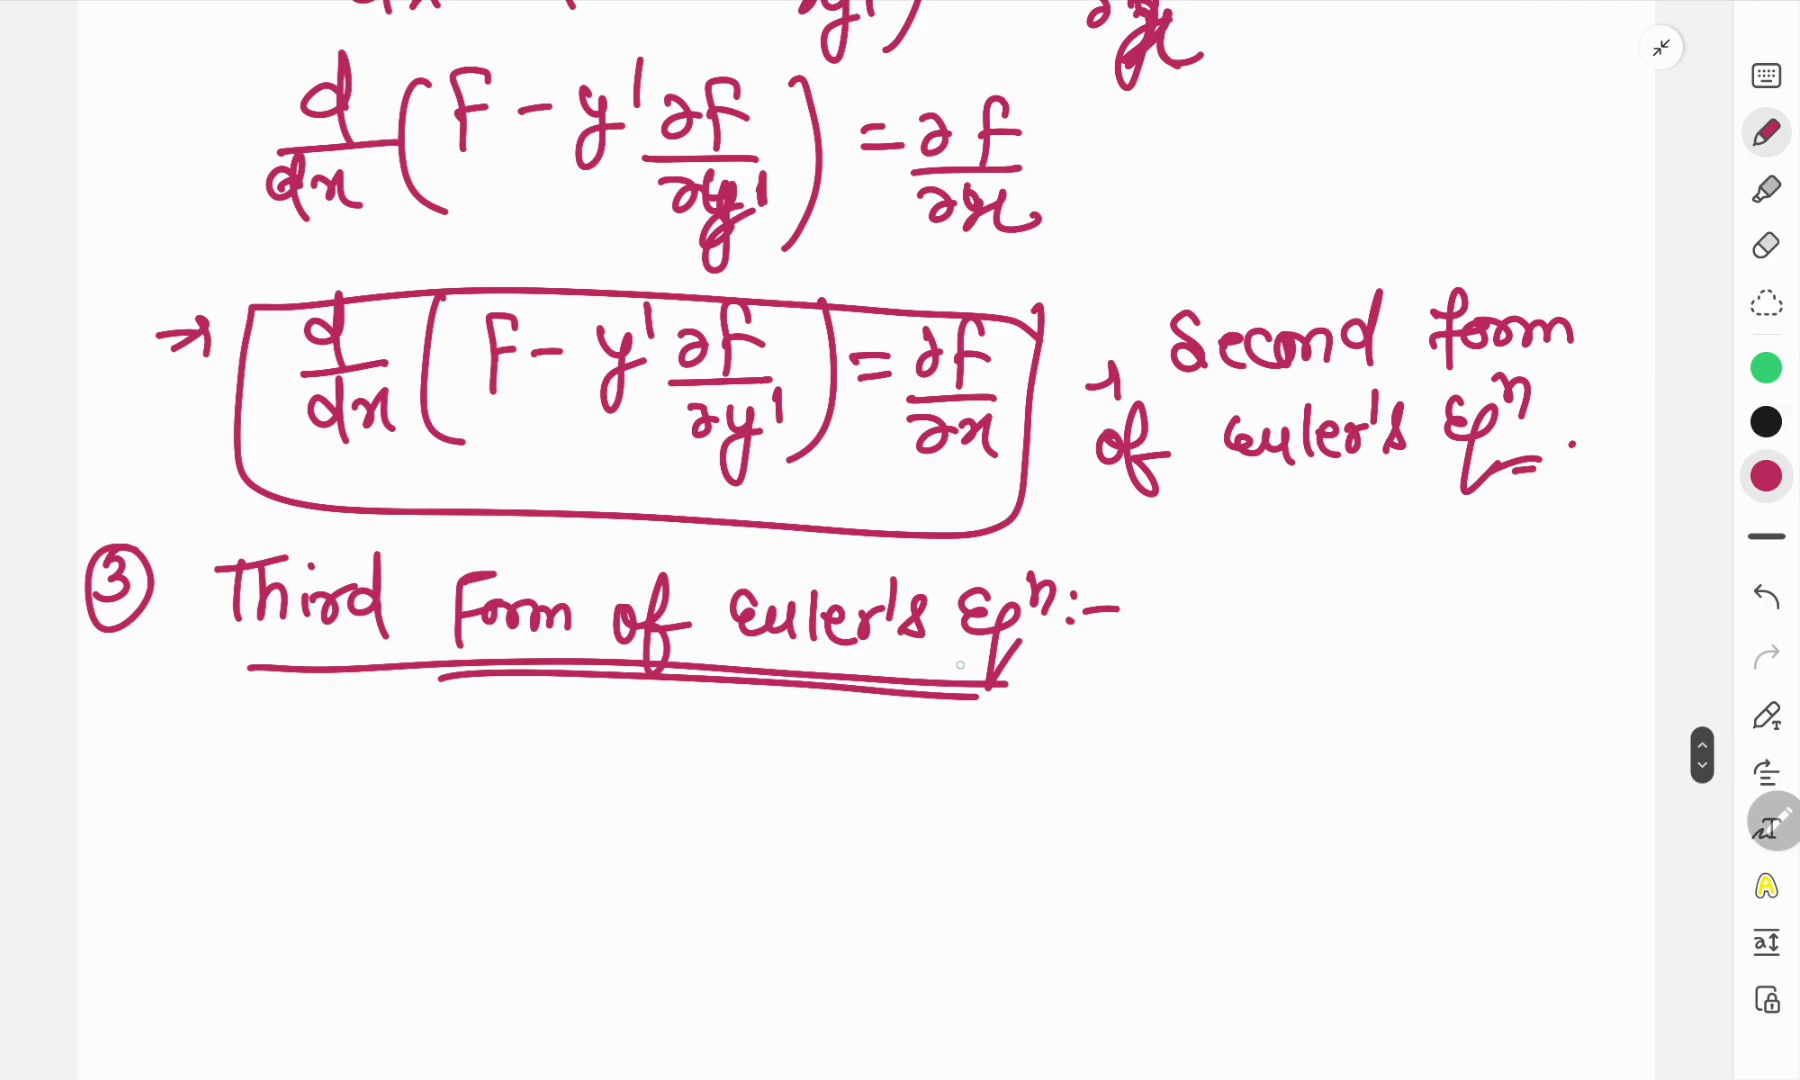 d/dx (F - y' ∂F/∂y') = ∂f/∂x
→ d/dx (F - y' ∂F/∂y') = ∂F/∂x → Second form
of Euler's Eqⁿ.
③ Third Form of Euler's Eqⁿ:-